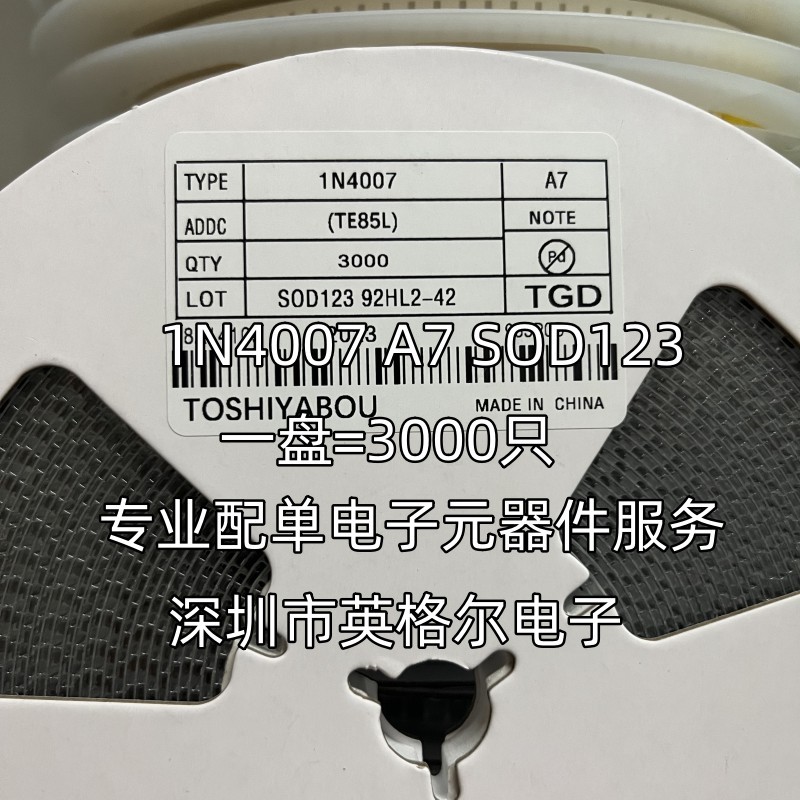 TYPE 1N4007 A7
ADDC (TE85L) NOTE
QTY 3000 Pd
LOT SOD123 92HL2-42 TGD
1N4007 A7 SOD123
TOSHIYABOU MADE IN CHINA
一盘=3000只
专业配单电子元器件服务
深圳市英格尔电子